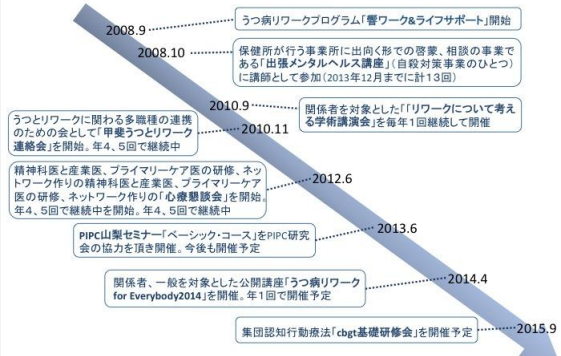 2008.9
うつ病リワークプログラム「響ワーク&ライフサポート」開始
2008.10
保健所が行う事業所に出向く形での啓蒙、相談の事業で
ある「出張メンタルヘルス講座」(自殺対策事業のひとつ)
に講師として参加(2013年12月までに計13回)
2010.9
関係者を対象とした「「リワークについて考え
る学術講演会」を毎年1回継続して開催
2010.11
うつとリワークに関わる多職種の連携
のための会として「甲斐うつとリワーク
連絡会」を開始。年4、5回で継続中
2012.6
精神科医と産業医、プライマリーケア医の研修、ネッ
トワーク作りの精神科医と産業医、プライマリーケア
医の研修、ネットワーク作りの「心療懇談会」を開始。
年4、5回で継続中を開始。年4、5回で継続中
2013.6
PIPC山梨セミナー「ベーシック・コース」をPIPC研究
会の協力を頂き開催。今後も開催予定
2014.4
関係者、一般を対象とした公開講座「うつ病リワーク
for Everybody2014」を開催。年1回で開催予定
2015.9
集団認知行動療法「cbgt基礎研修会」を開催予定